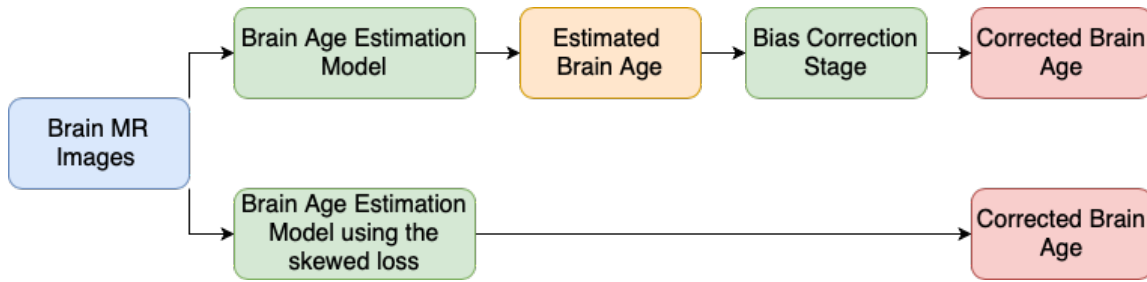 Brain MR
Images
Brain Age Estimation
Model
Estimated
Brain Age
Bias Correction
Stage
Corrected Brain
Age
Brain Age Estimation
Model using the
skewed loss
Corrected Brain
Age